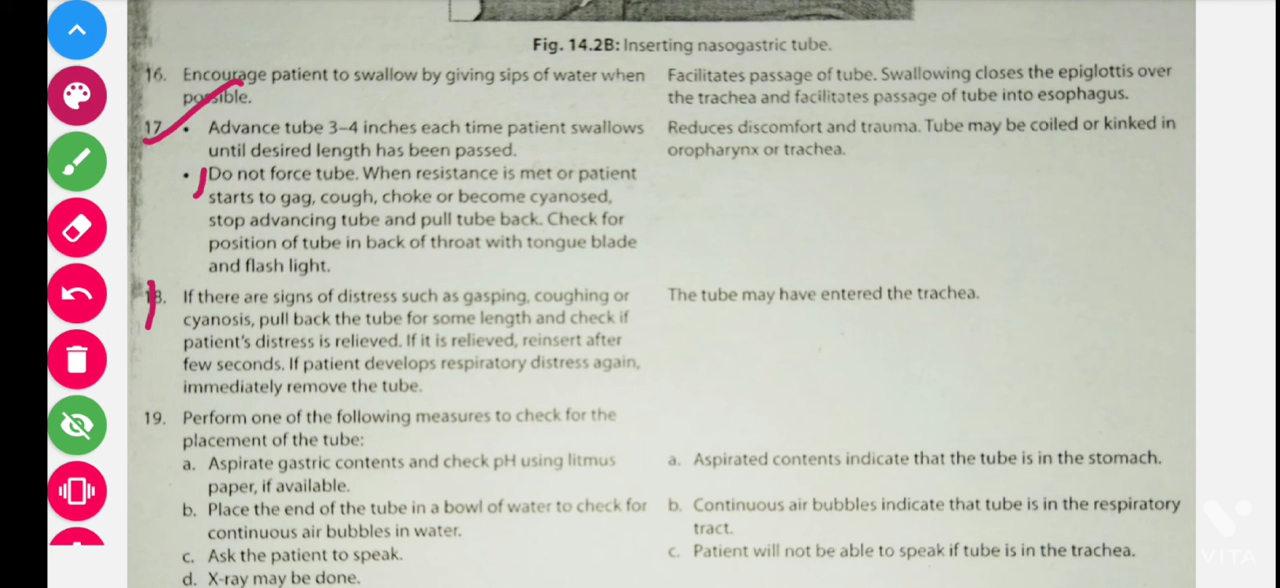 Fig. 14.2B: Inserting nasogastric tube.
16. Encourage patient to swallow by giving sips of water when possible.
Facilitates passage of tube. Swallowing closes the epiglottis over the trachea and facilitates passage of tube into esophagus.
17. • Advance tube 3–4 inches each time patient swallows
until desired length has been passed.
Reduces discomfort and trauma. Tube may be coiled or kinked in
oropharynx or trachea.
• Do not force tube. When resistance is met or patient
starts to gag, cough, choke or become cyanosed,
stop advancing tube and pull tube back. Check for
position of tube in back of throat with tongue blade
and flash light.
18. If there are signs of distress such as gasping, coughing or
cyanosis, pull back the tube for some length and check if
patient's distress is relieved. If it is relieved, reinsert after
few seconds. If patient develops respiratory distress again,
immediately remove the tube.
The tube may have entered the trachea.
19. Perform one of the following measures to check for the
placement of the tube:
a. Aspirate gastric contents and check pH using litmus
paper, if available.
a. Aspirated contents indicate that the tube is in the stomach.
b. Place the end of the tube in a bowl of water to check for
continuous air bubbles in water.
b. Continuous air bubbles indicate that tube is in the respiratory
tract.
c. Ask the patient to speak.
c. Patient will not be able to speak if tube is in the trachea.
d. X-ray may be done.
VITA